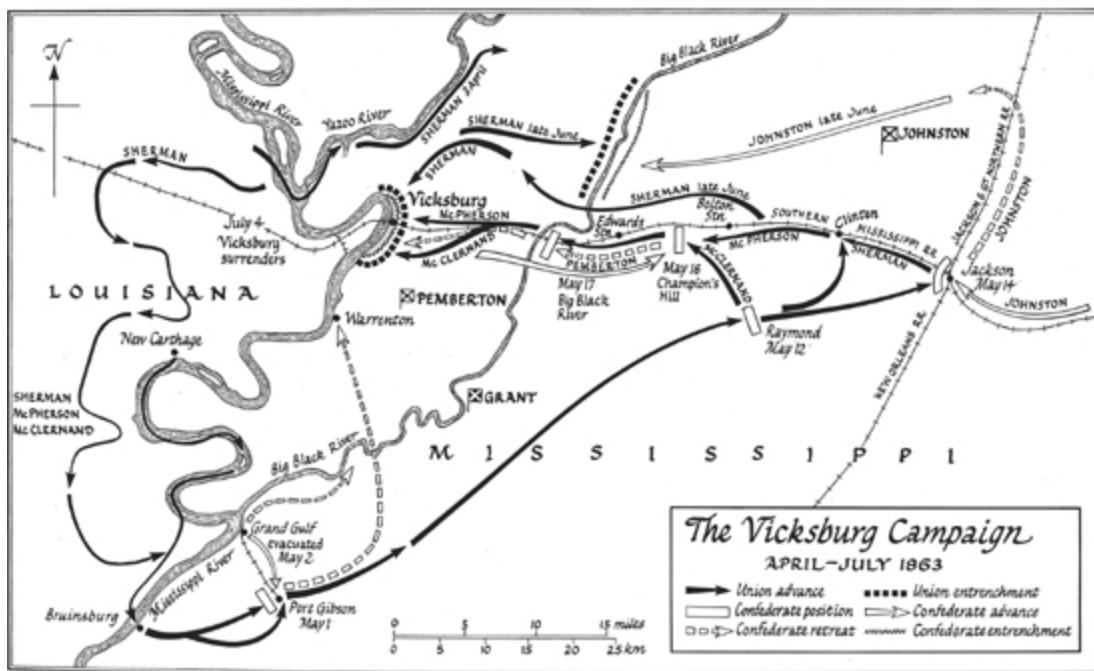 N
Mississippi River
Yazoo River
SHERMAN 3 April
Big Black River
SHERMAN
SHERMAN late June
SHERMAN
JOHNSTON late June
JOHNSTON
JACKSON & GT NORTHERN RR.
JOHNSTON
Vicksburg
July 4
Vicksburg
surrenders
McPHERSON
McCLERNAND
SHERMAN late June
Bolton
Stn.
Edwards
Stn.
SOUTHERN
MISSISSIPPI RR.
Clinton
McPHERSON
SHERMAN
PEMBERTON
May 16
Champion's
Hill
McCLERNAND
May 17
Big Black
River
Jackson
May 14
JOHNSTON
LOUISIANA
PEMBERTON
Warrenton
Raymond
May 12
New Carthage
NEW ORLEANS RR.
GRANT
SHERMAN
McPHERSON
McCLERNAND
MISSISSIPPI
Big Black River
Grand Gulf
evacuated
May 2
Mississippi River
Bruinsburg
Port Gibson
May 1
0 5 10 15 miles
0 5 10 15 20 25 km
The Vicksburg Campaign
APRIL–JULY 1863
Union advance
Union entrenchment
Confederate position
Confederate advance
Confederate retreat
Confederate entrenchment